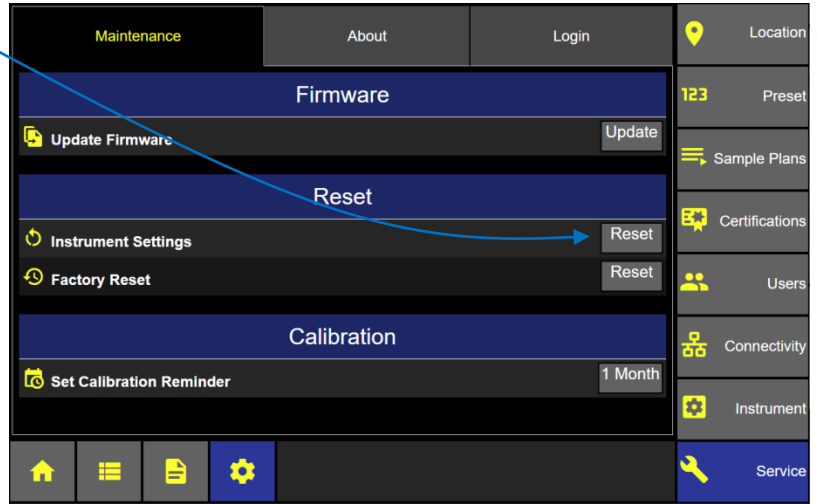 Maintenance
About
Login
Firmware
Update Firmware
Update
Reset
Instrument Settings
Reset
Factory Reset
Reset
Calibration
Set Calibration Reminder
1 Month
Location
123
Preset
Sample Plans
Certifications
Users
Connectivity
Instrument
Service